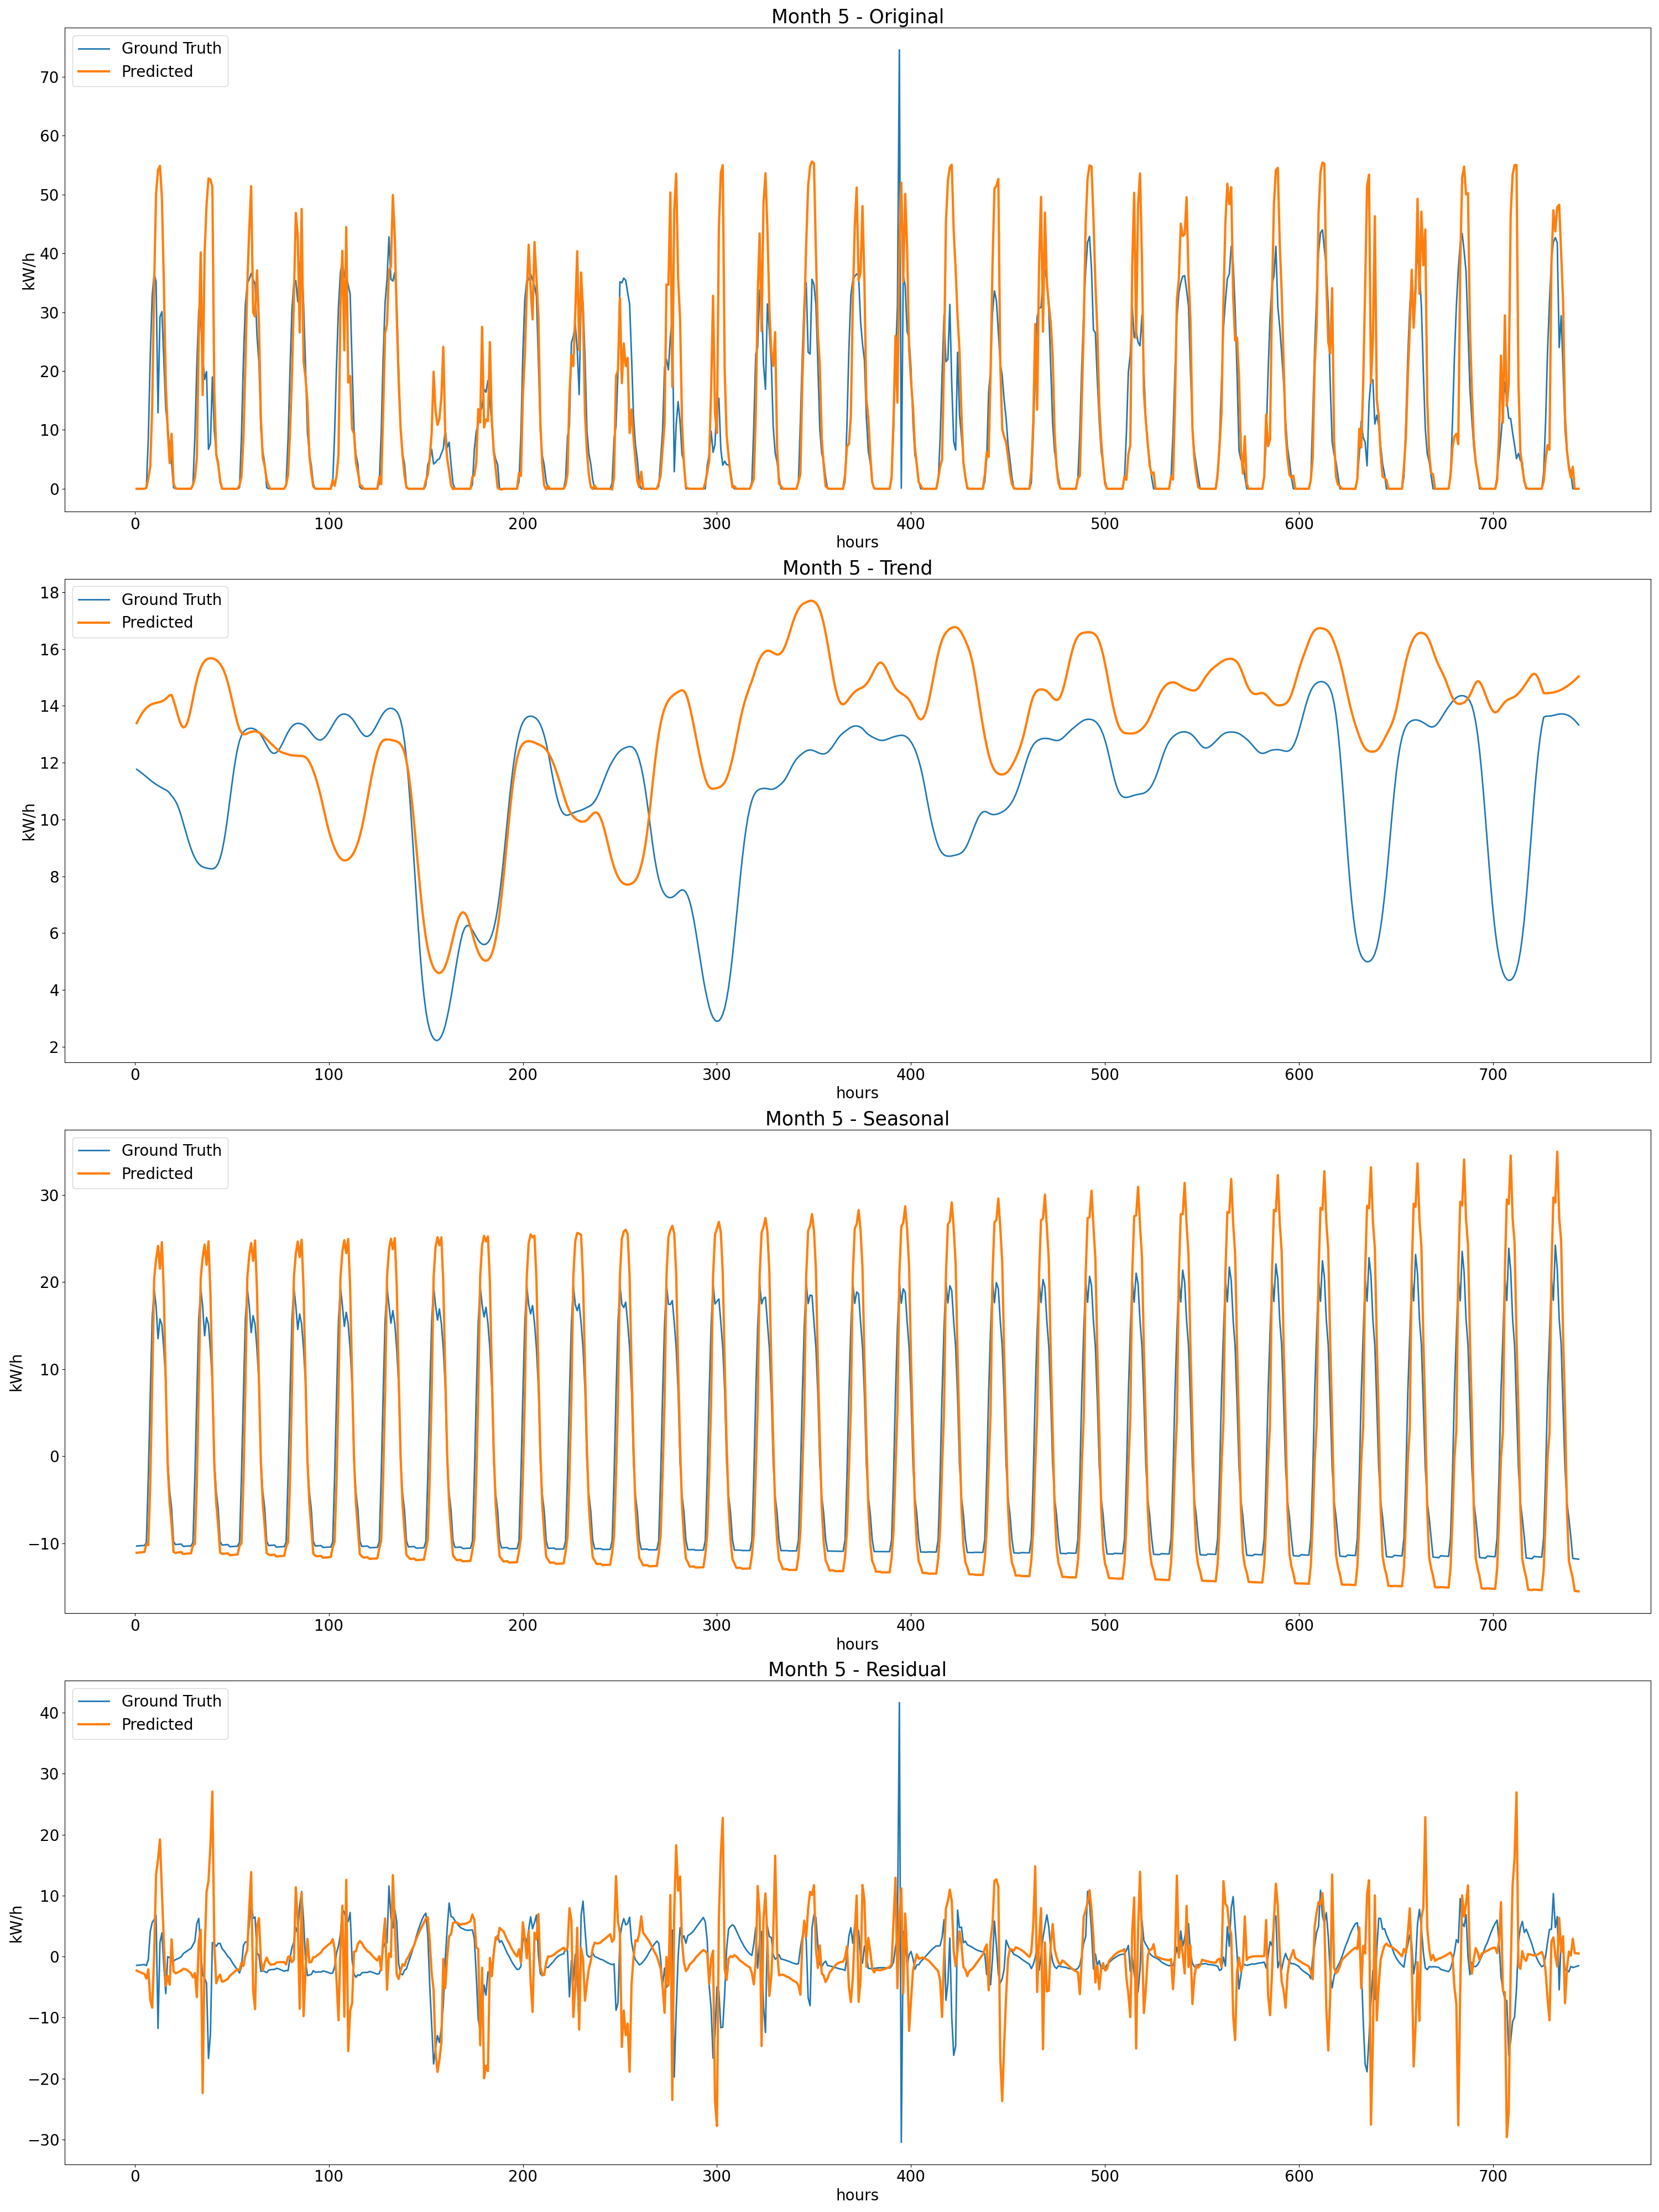 Month 5 - Original
Ground Truth
Predicted
kW/h
70
60
50
40
30
20
10
0
0 100 200 300 400 500 600 700
hours
Month 5 - Trend
Ground Truth
Predicted
kW/h
18
16
14
12
10
8
6
4
2
0 100 200 300 400 500 600 700
hours
Month 5 - Seasonal
Ground Truth
Predicted
kW/h
30
20
10
0
−10
0 100 200 300 400 500 600 700
hours
Month 5 - Residual
Ground Truth
Predicted
kW/h
40
30
20
10
0
−10
−20
−30
0 100 200 300 400 500 600 700
hours